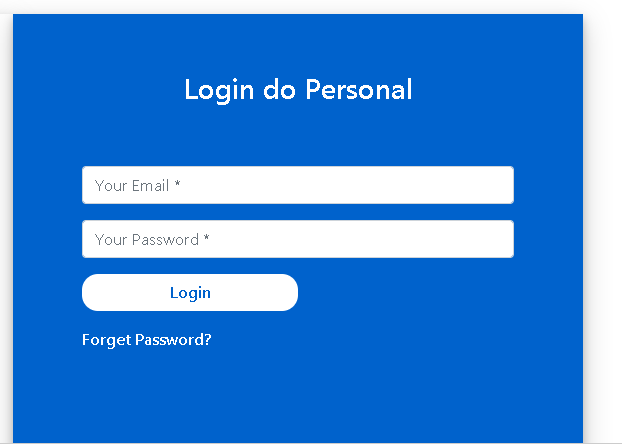 Login do Personal
Your Email *
Your Password *
Login
Forget Password?